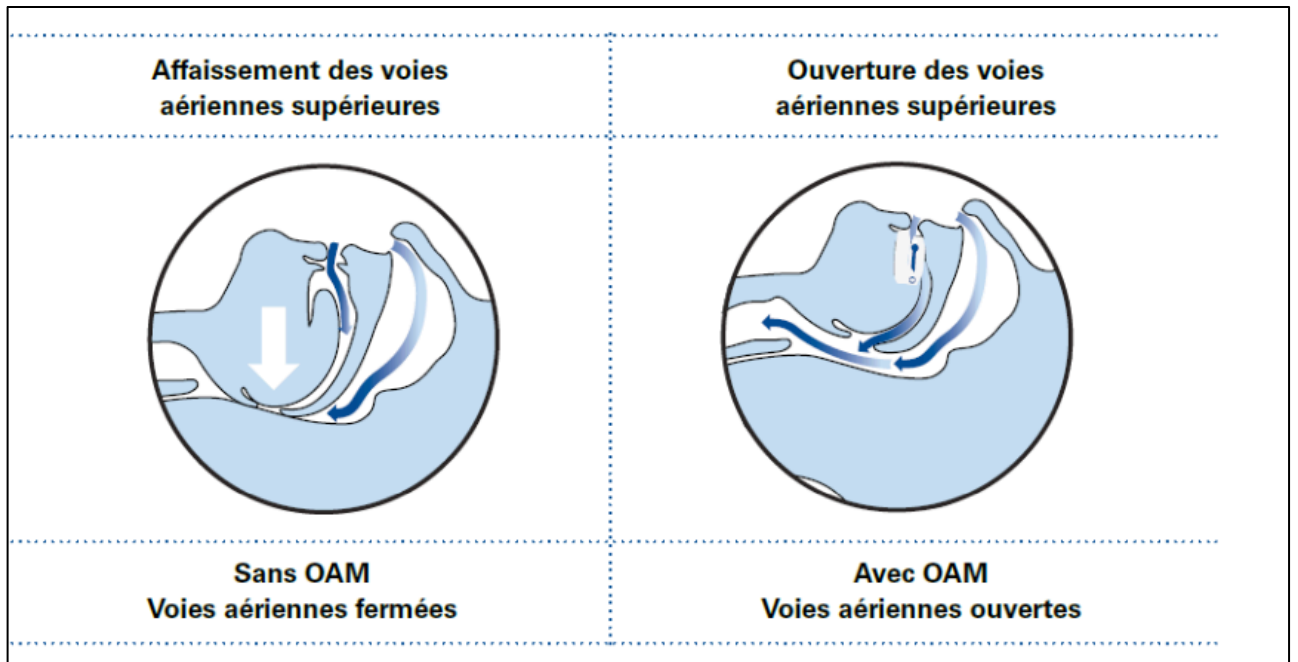 Affaissement des voies
aériennes supérieures
Ouverture des voies
aériennes supérieures
Sans OAM
Voies aériennes fermées
Avec OAM
Voies aériennes ouvertes